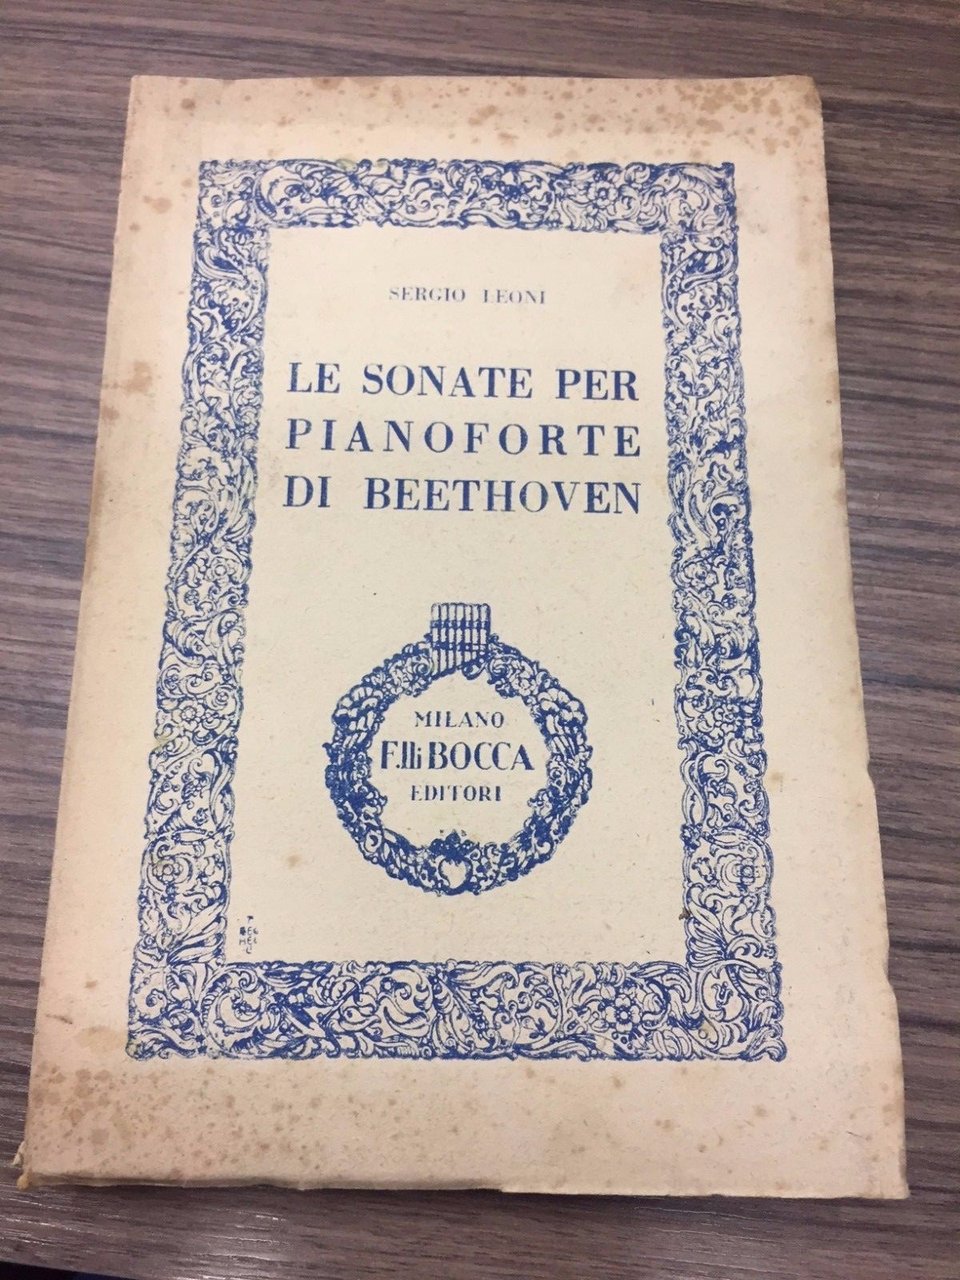 SERGIO LEONI
LE SONATE PER
PIANOFORTE
DI BEETHOVEN
MILANO
F.lli BOCCA
EDITORI